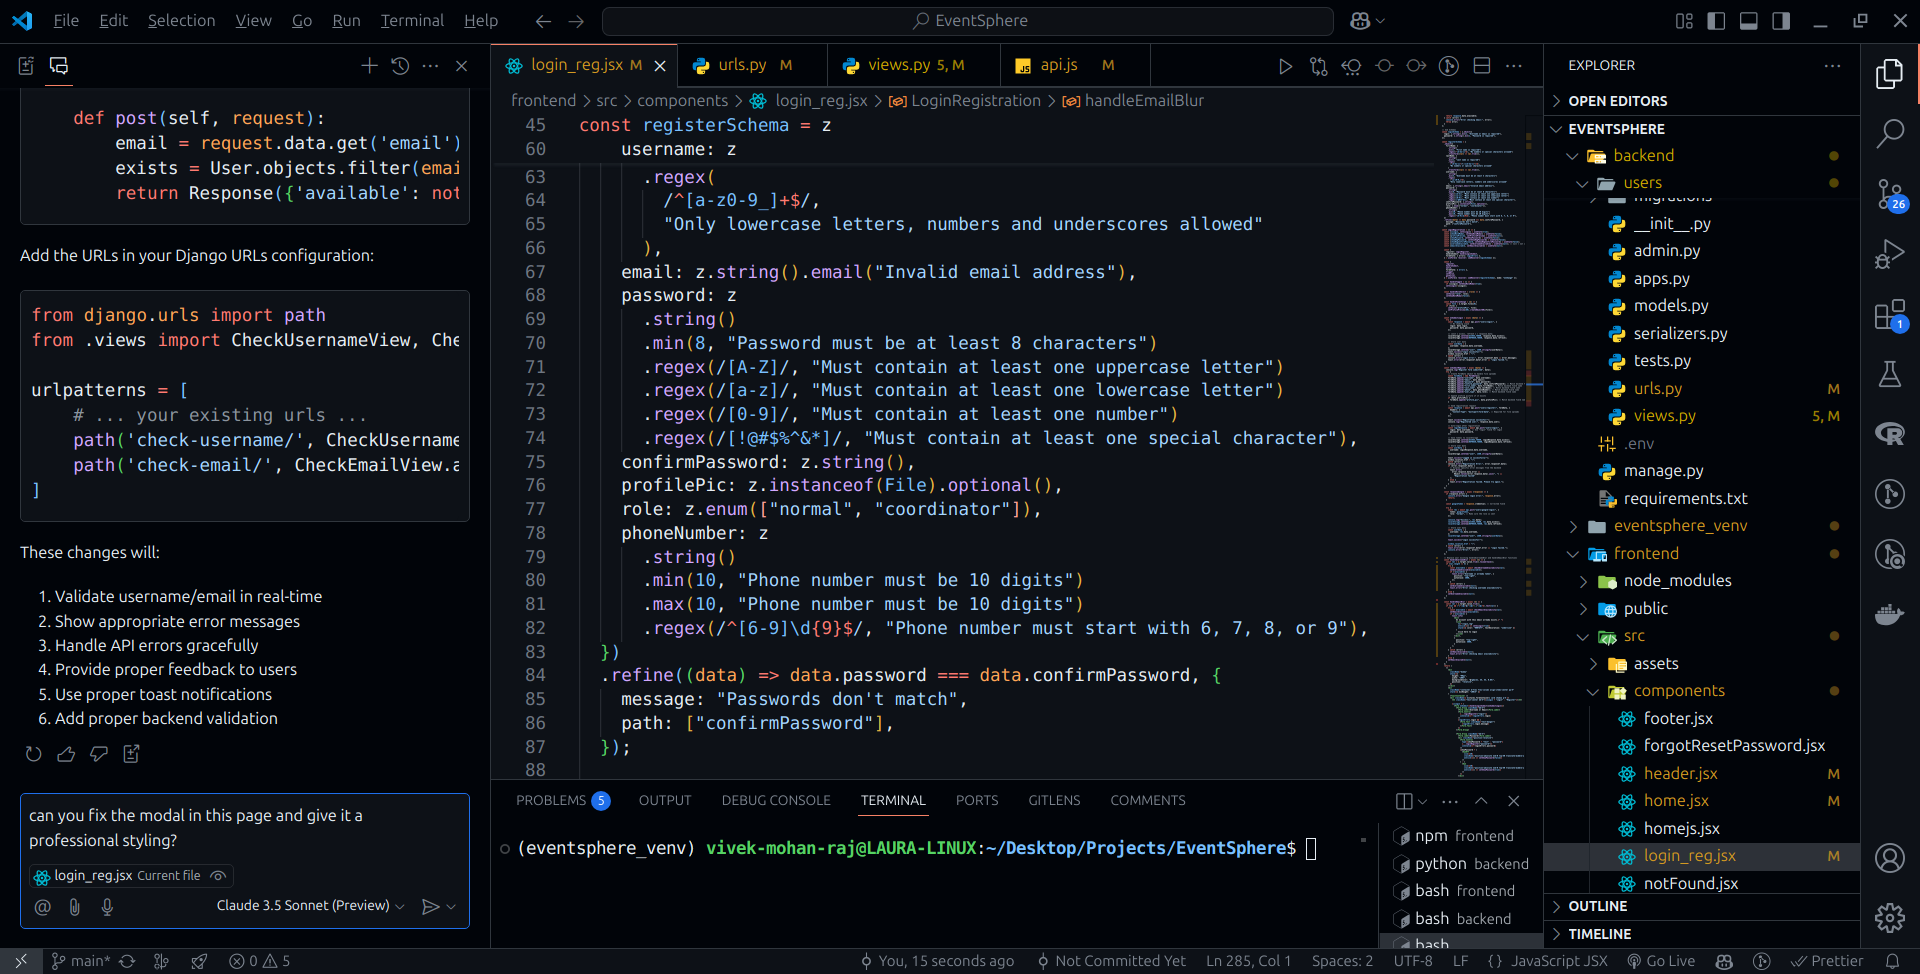 File Edit Selection View Go Run Terminal Help
EventSphere
def post(self, request):
email = request.data.get('email')
exists = User.objects.filter(emai
return Response({'available': not
Add the URLs in your Django URLs configuration:
from django.urls import path
from .views import CheckUsernameView, Che
urlpatterns = [
# ... your existing urls ...
path('check-username/', CheckUsername
path('check-email/', CheckEmailView.a
]
These changes will:
1. Validate username/email in real-time
2. Show appropriate error messages
3. Handle API errors gracefully
4. Provide proper feedback to users
5. Use proper toast notifications
6. Add proper backend validation
can you fix the modal in this page and give it a
professional styling?
login_reg.jsx Current file
Claude 3.5 Sonnet (Preview)
login_reg.jsx M
urls.py M
views.py 5, M
JS api.js M
frontend > src > components > login_reg.jsx > LoginRegistration > handleEmailBlur
45 const registerSchema = z
60 username: z
63 .regex(
64 /^[a-z0-9_]+$/,
65 "Only lowercase letters, numbers and underscores allowed"
66 ),
67 email: z.string().email("Invalid email address"),
68 password: z
69 .string()
70 .min(8, "Password must be at least 8 characters")
71 .regex(/[A-Z]/, "Must contain at least one uppercase letter")
72 .regex(/[a-z]/, "Must contain at least one lowercase letter")
73 .regex(/[0-9]/, "Must contain at least one number")
74 .regex(/[!@#$%^&*]/, "Must contain at least one special character"),
75 confirmPassword: z.string(),
76 profilePic: z.instanceof(File).optional(),
77 role: z.enum(["normal", "coordinator"]),
78 phoneNumber: z
79 .string()
80 .min(10, "Phone number must be 10 digits")
81 .max(10, "Phone number must be 10 digits")
82 .regex(/^[6-9]\d{9}$/, "Phone number must start with 6, 7, 8, or 9"),
83 })
84 .refine((data) => data.password === data.confirmPassword, {
85 message: "Passwords don't match",
86 path: ["confirmPassword"],
87 });
88
PROBLEMS 5 OUTPUT DEBUG CONSOLE TERMINAL PORTS GITLENS COMMENTS
(eventsphere_venv) vivek-mohan-raj@LAURA-LINUX:~/Desktop/Projects/EventSphere$
npm frontend
python backend
bash frontend
bash backend
bash
EXPLORER
OPEN EDITORS
EVENTSPHERE
backend
users
migrations
__init__.py
admin.py
apps.py
models.py
serializers.py
tests.py
urls.py M
views.py 5, M
.env
manage.py
requirements.txt
eventsphere_venv
frontend
node_modules
public
src
assets
components
footer.jsx
forgotResetPassword.jsx
header.jsx M
home.jsx M
homejs.jsx
login_reg.jsx M
notFound.jsx
OUTLINE
TIMELINE
26
1
R
main* 0 5
You, 15 seconds ago Not Committed Yet Ln 285, Col 1 Spaces: 2 UTF-8 LF {} JavaScript JSX Go Live Prettier